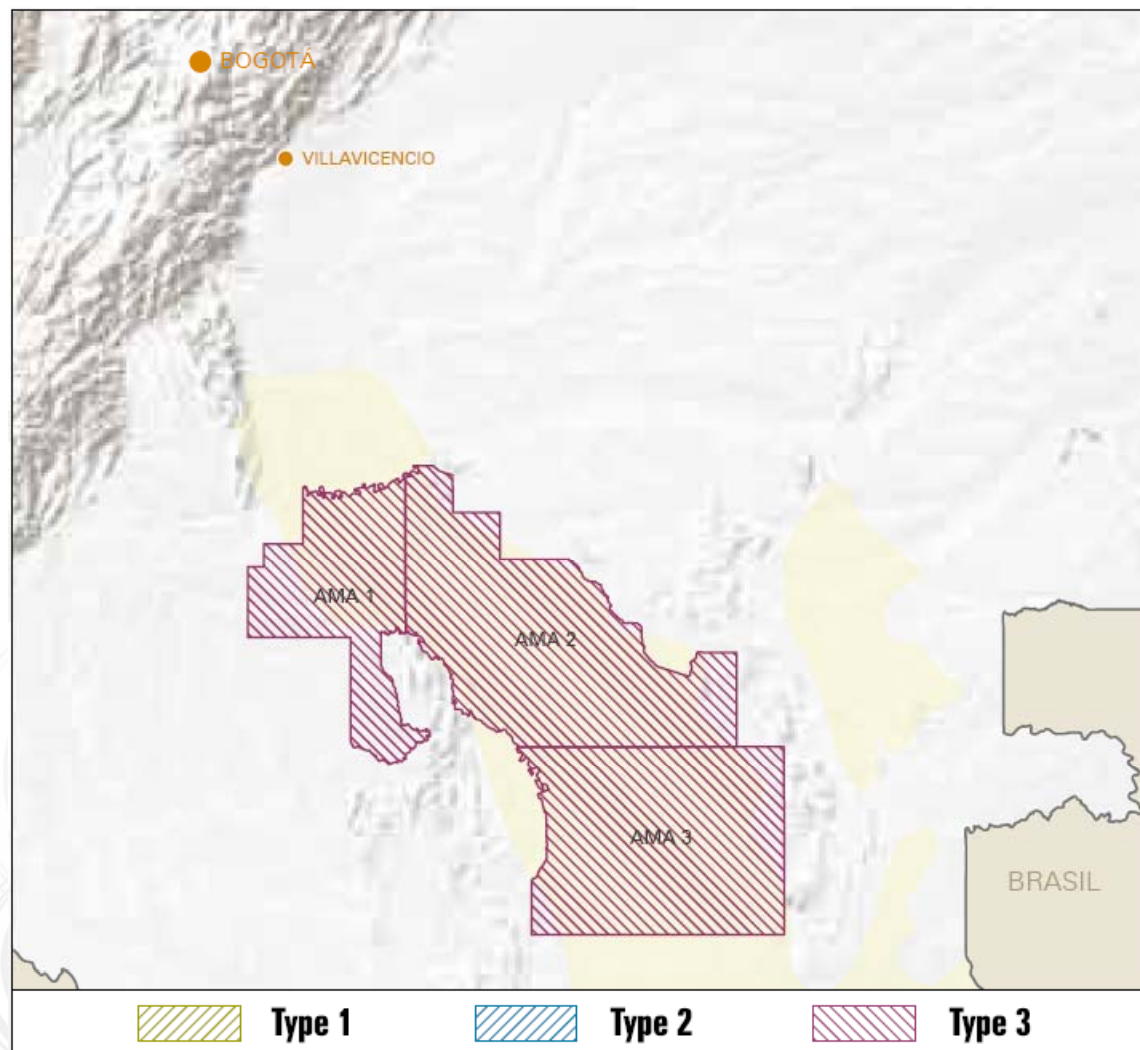 BOGOTÁ
VILLAVICENCIO
AMA 1
AMA 2
AMA 3
BRASIL
Type 1
Type 2
Type 3